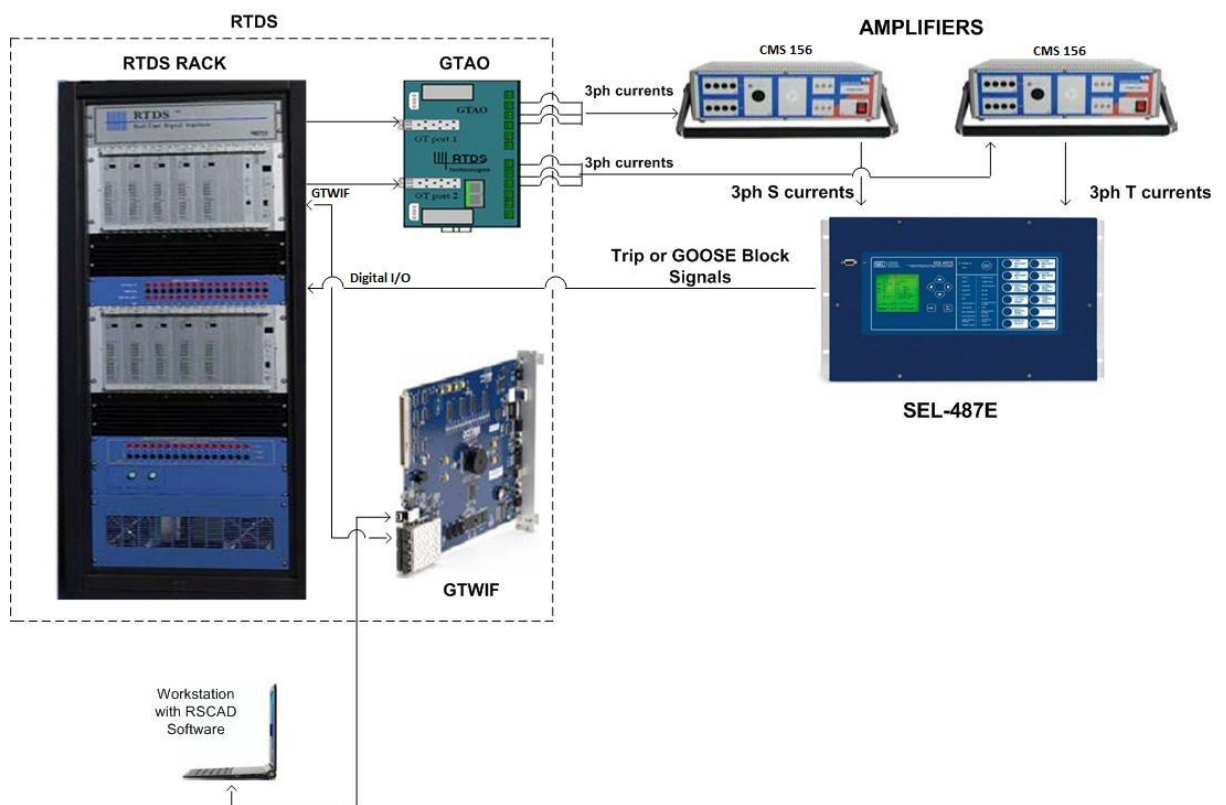 RTDS
AMPLIFIERS
CMS 156
CMS 156
RTDS RACK
GTAO
RTDS
GTAO
GT port 1
RTDS
Technologies
GT port 2
3ph currents
3ph currents
GTWIF
3ph S currents
3ph T currents
Trip or GOOSE Block
Signals
Digital I/O
SEL-487E
GTWIF
Workstation
with RSCAD
Software